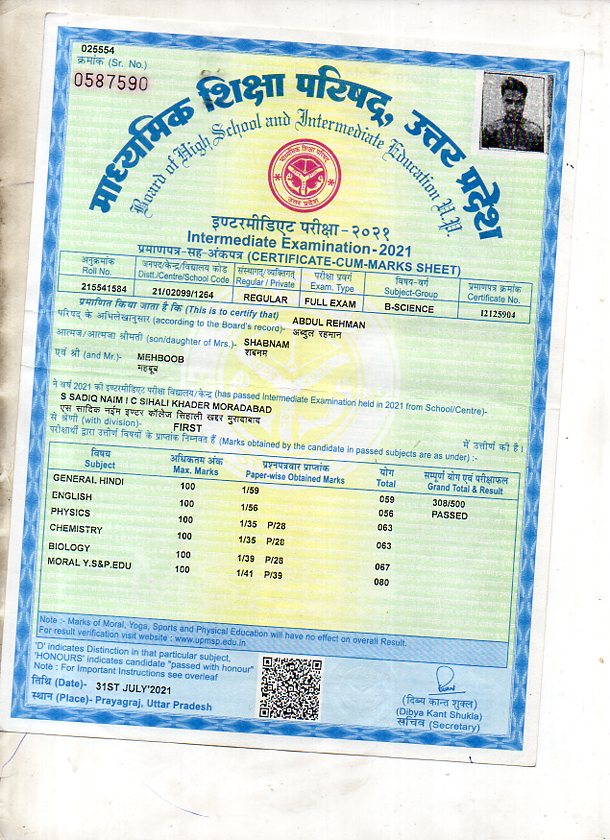 025554
क्रमांक (Sr. No.)
0587590
माध्यमिक शिक्षा परिषद्, उत्तर प्रदेश
Board of High School and Intermediate Education U.P.
माध्यमिक शिक्षा परिषद
उत्तर प्रदेश
इण्टरमीडिएट परीक्षा - २०२१
Intermediate Examination-2021
प्रमाणपत्र-सह-अंकपत्र (CERTIFICATE-CUM-MARKS SHEET)
अनुक्रमांक जनपद/केन्द्र/विद्यालय कोड संस्थागत/व्यक्तिगत परीक्षा प्रवर्ग विषय-वर्ग प्रमाणपत्र क्रमांक
Roll No. Distt./Centre/School Code Regular / Private Exam. Type Subject-Group Certificate No.
215541584 21/02099/1264 REGULAR FULL EXAM B-SCIENCE 12125904
प्रमाणित किया जाता है कि (This is to certify that) ABDUL REHMAN
परिषद् के अभिलेखानुसार (according to the Board's record)- अब्दुल रहमान
आत्मज/आत्मजा श्रीमती (son/daughter of Mrs.)- SHABNAM
शबनम
एवं श्री (and Mr.)- MEHBOOB
महबूब
ने वर्ष 2021 की इण्टरमीडिएट परीक्षा विद्यालय/केन्द्र (has passed Intermediate Examination held in 2021 from School/Centre)-
S SADIQ NAIM I C SIHALI KHADER MORADABAD
एस सादिक नईम इण्टर कॉलेज सिहाली खद्दर मुरादाबाद
से श्रेणी (with division)- FIRST में उत्तीर्ण की है।
परीक्षार्थी द्वारा उत्तीर्ण विषयों के प्राप्तांक निम्नवत हैं (Marks obtained by the candidate in passed subjects are as under) :-
विषय अधिकतम अंक प्रश्नपत्रवार प्राप्तांक योग सम्पूर्ण योग एवं परीक्षाफल
Subject Max. Marks Paper-wise Obtained Marks Total Grand Total & Result
GENERAL HINDI 100 1/59 059 308/500
ENGLISH 100 1/56 056 PASSED
PHYSICS 100 1/35 P/28 063
CHEMISTRY 100 1/35 P/28 063
BIOLOGY 100 1/39 P/28 067
MORAL Y.S&P.EDU 100 1/41 P/39 080
Note :- Marks of Moral, Yoga, Sports and Physical Education will have no effect on overall Result.
For result verification visit website : www.upmsp.edu.in
'D' indicates Distinction in that particular subject,
'HONOURS' indicates candidate "passed with honour"
Note : For Important Instructions see overleaf
तिथि (Date)- 31ST JULY'2021
स्थान (Place)- Prayagraj, Uttar Pradesh
(दिब्य कान्त शुक्ल)
(Dibya Kant Shukla)
सचिव (Secretary)